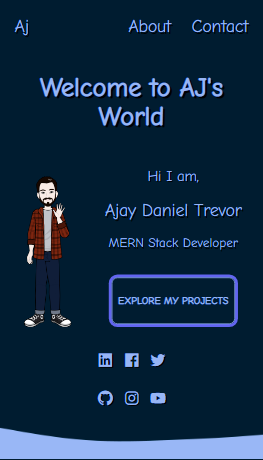 Aj About Contact
Welcome to AJ's
World
Hi I am,
Ajay Daniel Trevor
MERN Stack Developer
EXPLORE MY PROJECTS